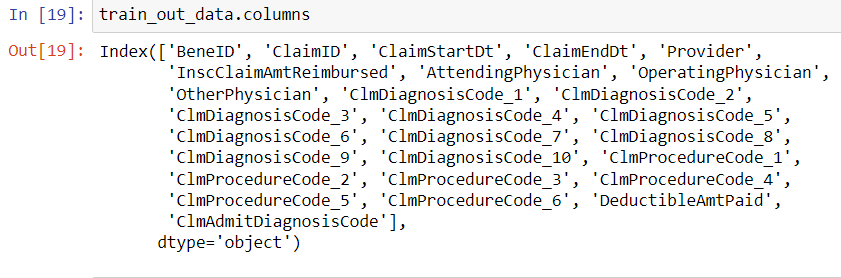 In [19]: train_out_data.columns
Out[19]: Index(['BeneID', 'ClaimID', 'ClaimStartDt', 'ClaimEndDt', 'Provider',
'InscClaimAmtReimbursed', 'AttendingPhysician', 'OperatingPhysician',
'OtherPhysician', 'ClmDiagnosisCode_1', 'ClmDiagnosisCode_2',
'ClmDiagnosisCode_3', 'ClmDiagnosisCode_4', 'ClmDiagnosisCode_5',
'ClmDiagnosisCode_6', 'ClmDiagnosisCode_7', 'ClmDiagnosisCode_8',
'ClmDiagnosisCode_9', 'ClmDiagnosisCode_10', 'ClmProcedureCode_1',
'ClmProcedureCode_2', 'ClmProcedureCode_3', 'ClmProcedureCode_4',
'ClmProcedureCode_5', 'ClmProcedureCode_6', 'DeductibleAmtPaid',
'ClmAdmitDiagnosisCode'],
dtype='object')